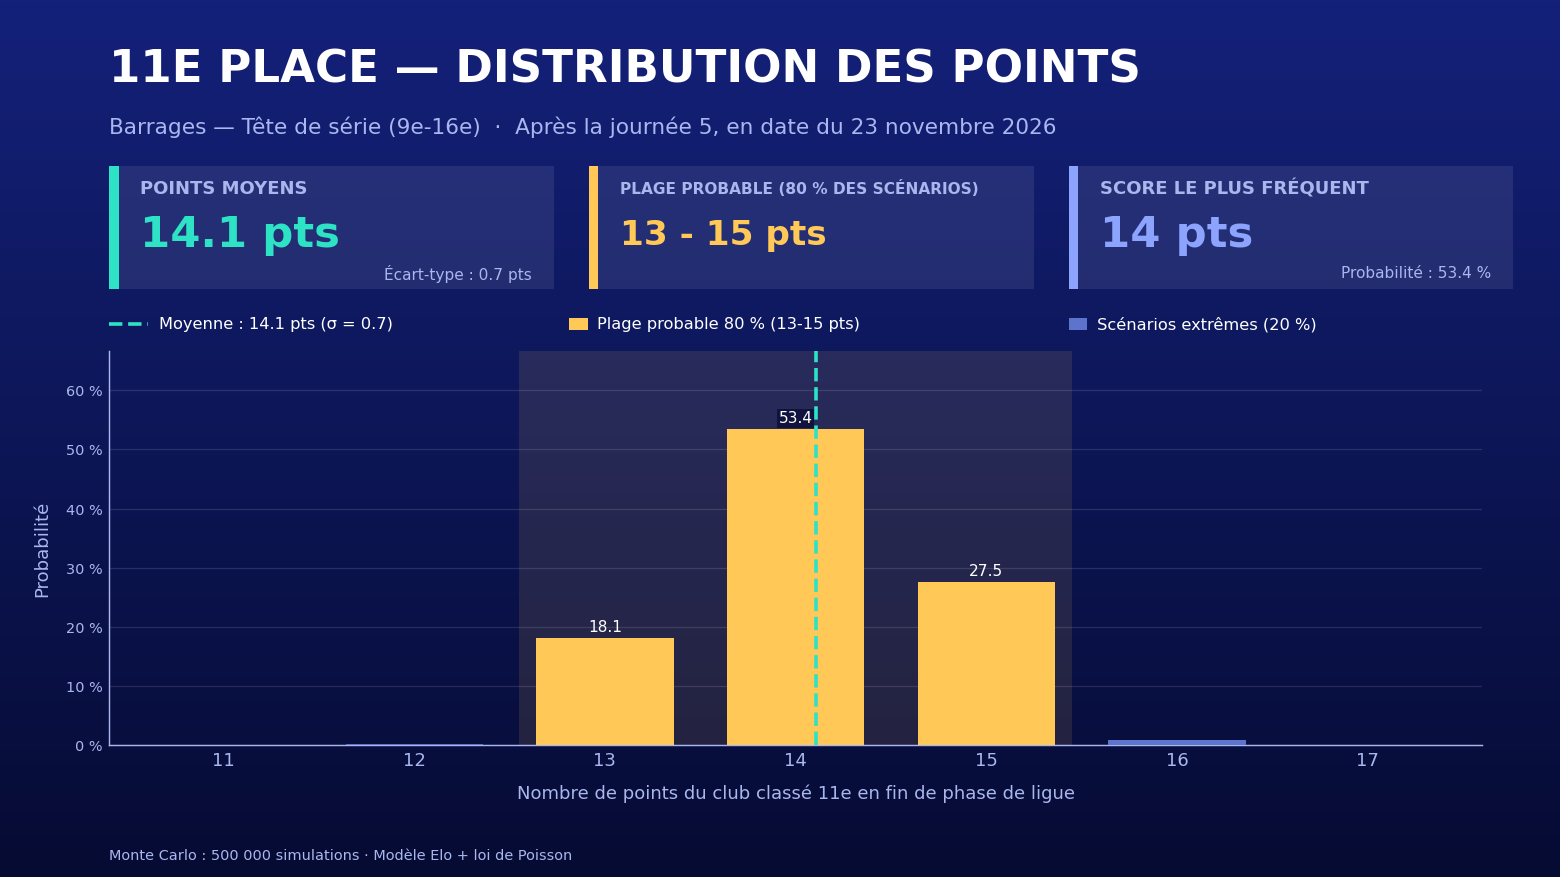 11E PLACE — DISTRIBUTION DES POINTS
Barrages — Tête de série (9e-16e) · Après la journée 5, en date du 23 novembre 2026
POINTS MOYENS
14.1 pts
Écart-type : 0.7 pts
PLAGE PROBABLE (80 % DES SCÉNARIOS)
13 - 15 pts
SCORE LE PLUS FRÉQUENT
14 pts
Probabilité : 53.4 %
Moyenne : 14.1 pts (σ = 0.7)
Plage probable 80 % (13-15 pts)
Scénarios extrêmes (20 %)
Probabilité
60 %
50 %
40 %
30 %
20 %
10 %
0 %
18.1
53.4
27.5
11 12 13 14 15 16 17
Nombre de points du club classé 11e en fin de phase de ligue
Monte Carlo : 500 000 simulations · Modèle Elo + loi de Poisson